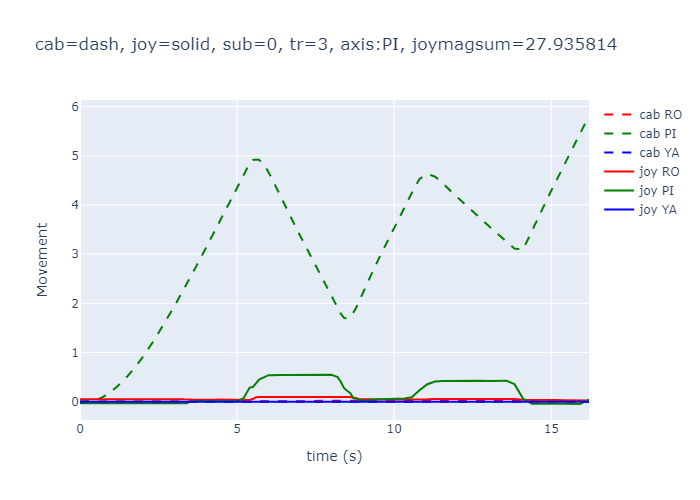 cab=dash, joy=solid, sub=0, tr=3, axis:PI, joymagsum=27.935814
6
5
4
3
2
1
0
Movement
0
5
10
15
time (s)
cab RO
cab PI
cab YA
joy RO
joy PI
joy YA